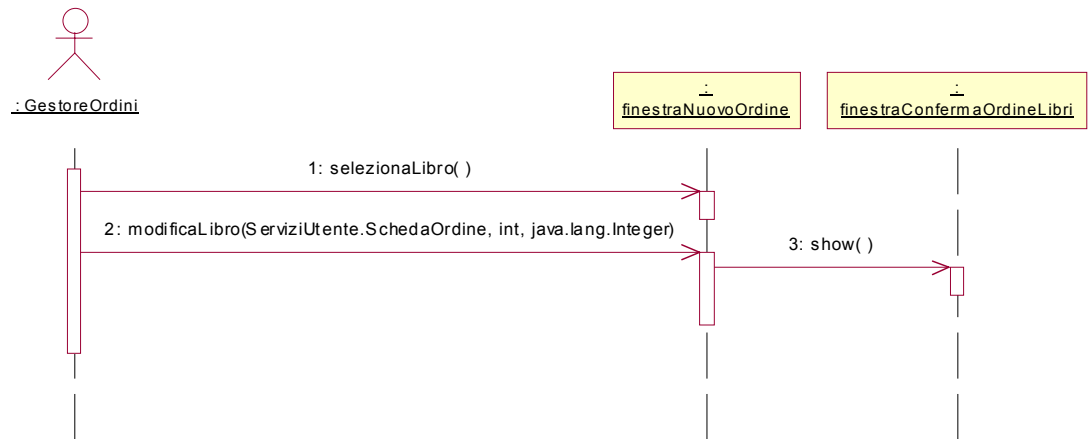 : GestoreOrdini
:
finestraNuovoOrdine
:
finestraConfermaOrdineLibri
1: selezionaLibro( )
2: modificaLibro(ServiziUtente.SchedaOrdine, int, java.lang.Integer)
3: show( )